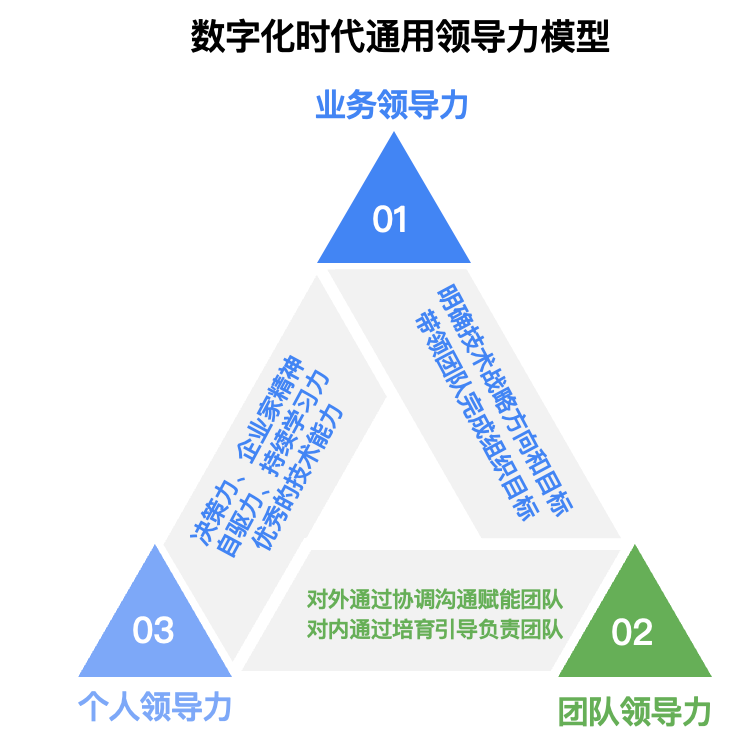 数字化时代通用领导力模型
业务领导力
01
明确技术战略方向和目标
带领团队完成组织目标
决策力、企业家精神
自驱力、持续学习力
优秀的技术能力
对外通过协调沟通赋能团队
对内通过培育引导负责团队
03
02
个人领导力
团队领导力